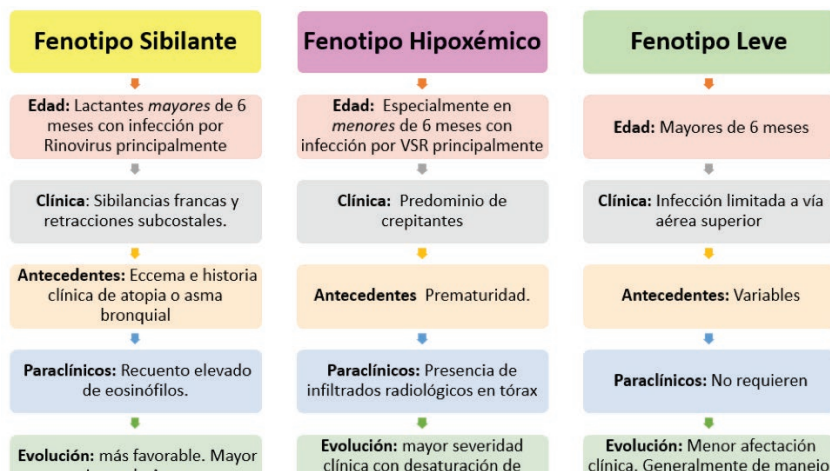 Fenotipo Sibilante
Edad: Lactantes mayores de 6
meses con infección por
Rinovirus principalmente
Clínica: Sibilancias francas y
retracciones subcostales.
Antecedentes: Eccema e historia
clínica de atopia o asma
bronquial
Paraclínicos: Recuento elevado
de eosinófilos.
Evolución: más favorable. Mayor
Fenotipo Hipoxémico
Edad: Especialmente en
menores de 6 meses con
infección por VSR principalmente
Clínica: Predominio de
crepitantes
Antecedentes Prematuridad.
Paraclínicos: Presencia de
infiltrados radiológicos en tórax
Evolución: mayor severidad
clínica con desaturación de
Fenotipo Leve
Edad: Mayores de 6 meses
Clínica: Infección limitada a vía
aérea superior
Antecedentes: Variables
Paraclínicos: No requieren
Evolución: Menor afectación
clínica. Generalmente de manejo